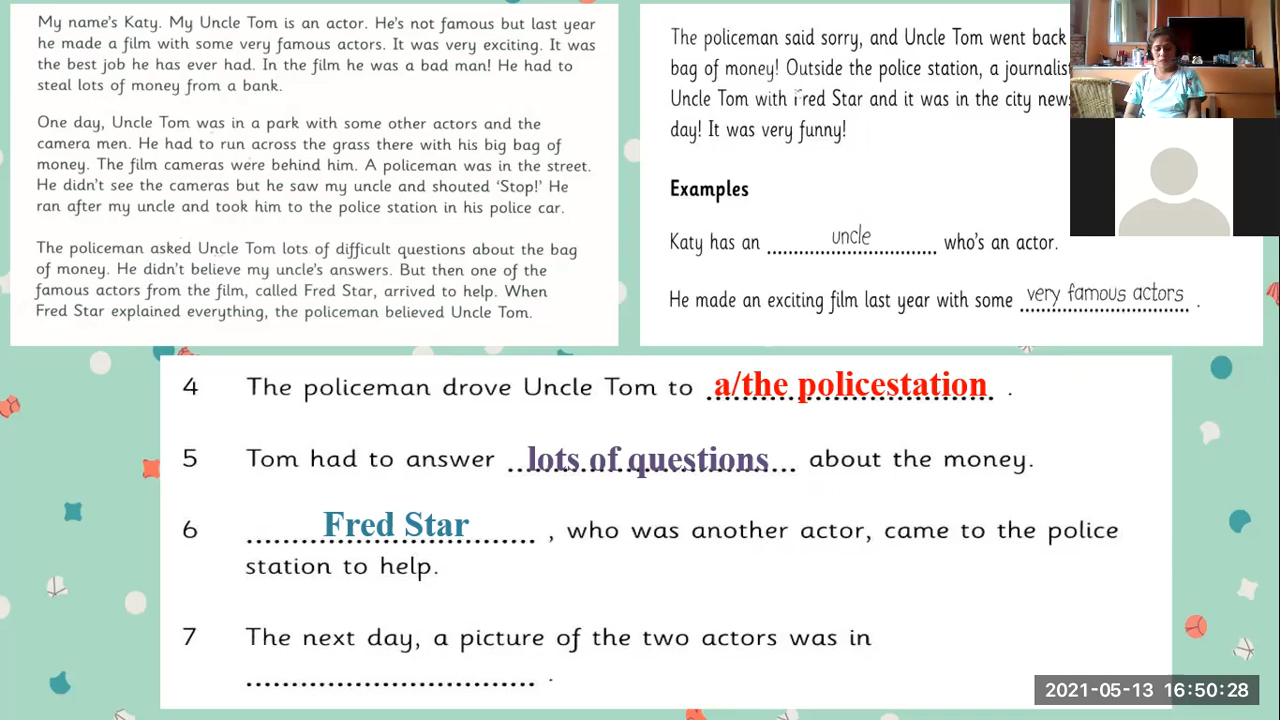 My name's Katy. My Uncle Tom is an actor. He's not famous but last year
he made a film with some very famous actors. It was very exciting. It was
the best job he has ever had. In the film he was a bad man! He had to
steal lots of money from a bank.
One day, Uncle Tom was in a park with some other actors and the
camera men. He had to run across the grass there with his big bag of
money. The film cameras were behind him. A policeman was in the street.
He didn't see the cameras but he saw my uncle and shouted 'Stop!' He
ran after my uncle and took him to the police station in his police car.
The policeman asked Uncle Tom lots of difficult questions about the bag
of money. He didn't believe my uncle's answers. But then one of the
famous actors from the film, called Fred Star, arrived to help. When
Fred Star explained everything, the policeman believed Uncle Tom.
The policeman said sorry, and Uncle Tom went back
bag of money! Outside the police station, a
Uncle Tom with Fred Star and it was in the city
day! It was very funny!
Examples
Katy has an uncle who's an actor.
He made an exciting film last year with some very famous actors .
4 The policeman drove Uncle Tom to a/the policestation .
5 Tom had to answer lots of questions about the money.
6 Fred Star , who was another actor, came to the police
station to help.
7 The next day, a picture of the two actors was in
.
2021-05-13 16:50:28